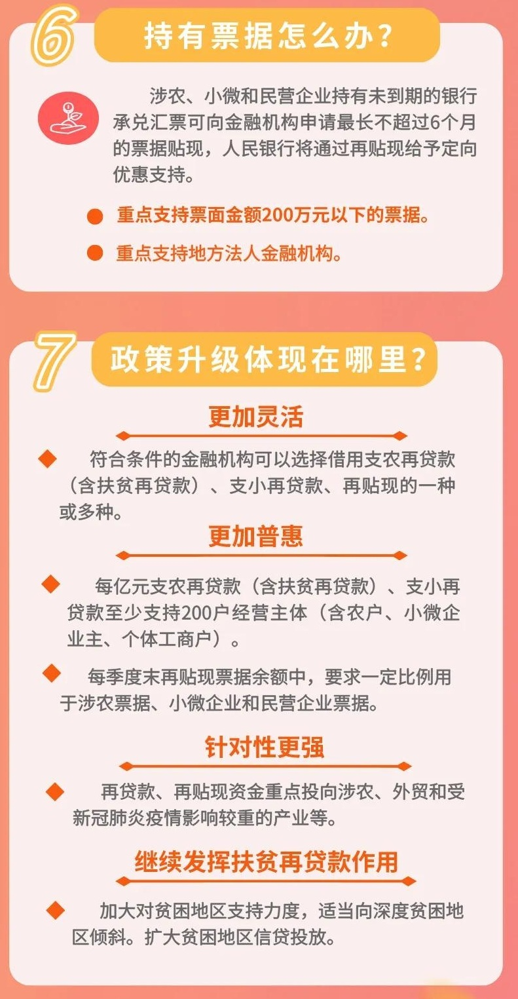 6
持有票据怎么办？
涉农、小微和民营企业持有未到期的银行
承兑汇票可向金融机构申请最长不超过6个月
的票据贴现，人民银行将通过再贴现给予定向
优惠支持。
重点支持票面金额200万元以下的票据。
重点支持地方法人金融机构。
7
政策升级体现在哪里？
更加灵活
符合条件的金融机构可以选择借用支农再贷款
（含扶贫再贷款）、支小再贷款、再贴现的一种
或多种。
更加普惠
每亿元支农再贷款（含扶贫再贷款）、支小再
贷款至少支持200户经营主体（含农户、小微企
业主、个体工商户）。
每季度末再贴现票据余额中，要求一定比例用
于涉农票据、小微企业和民营企业票据。
针对性更强
再贷款、再贴现资金重点投向涉农、外贸和受
新冠肺炎疫情影响较重的产业等。
继续发挥扶贫再贷款作用
加大对贫困地区支持力度，适当向深度贫困地
区倾斜。扩大贫困地区信贷投放。